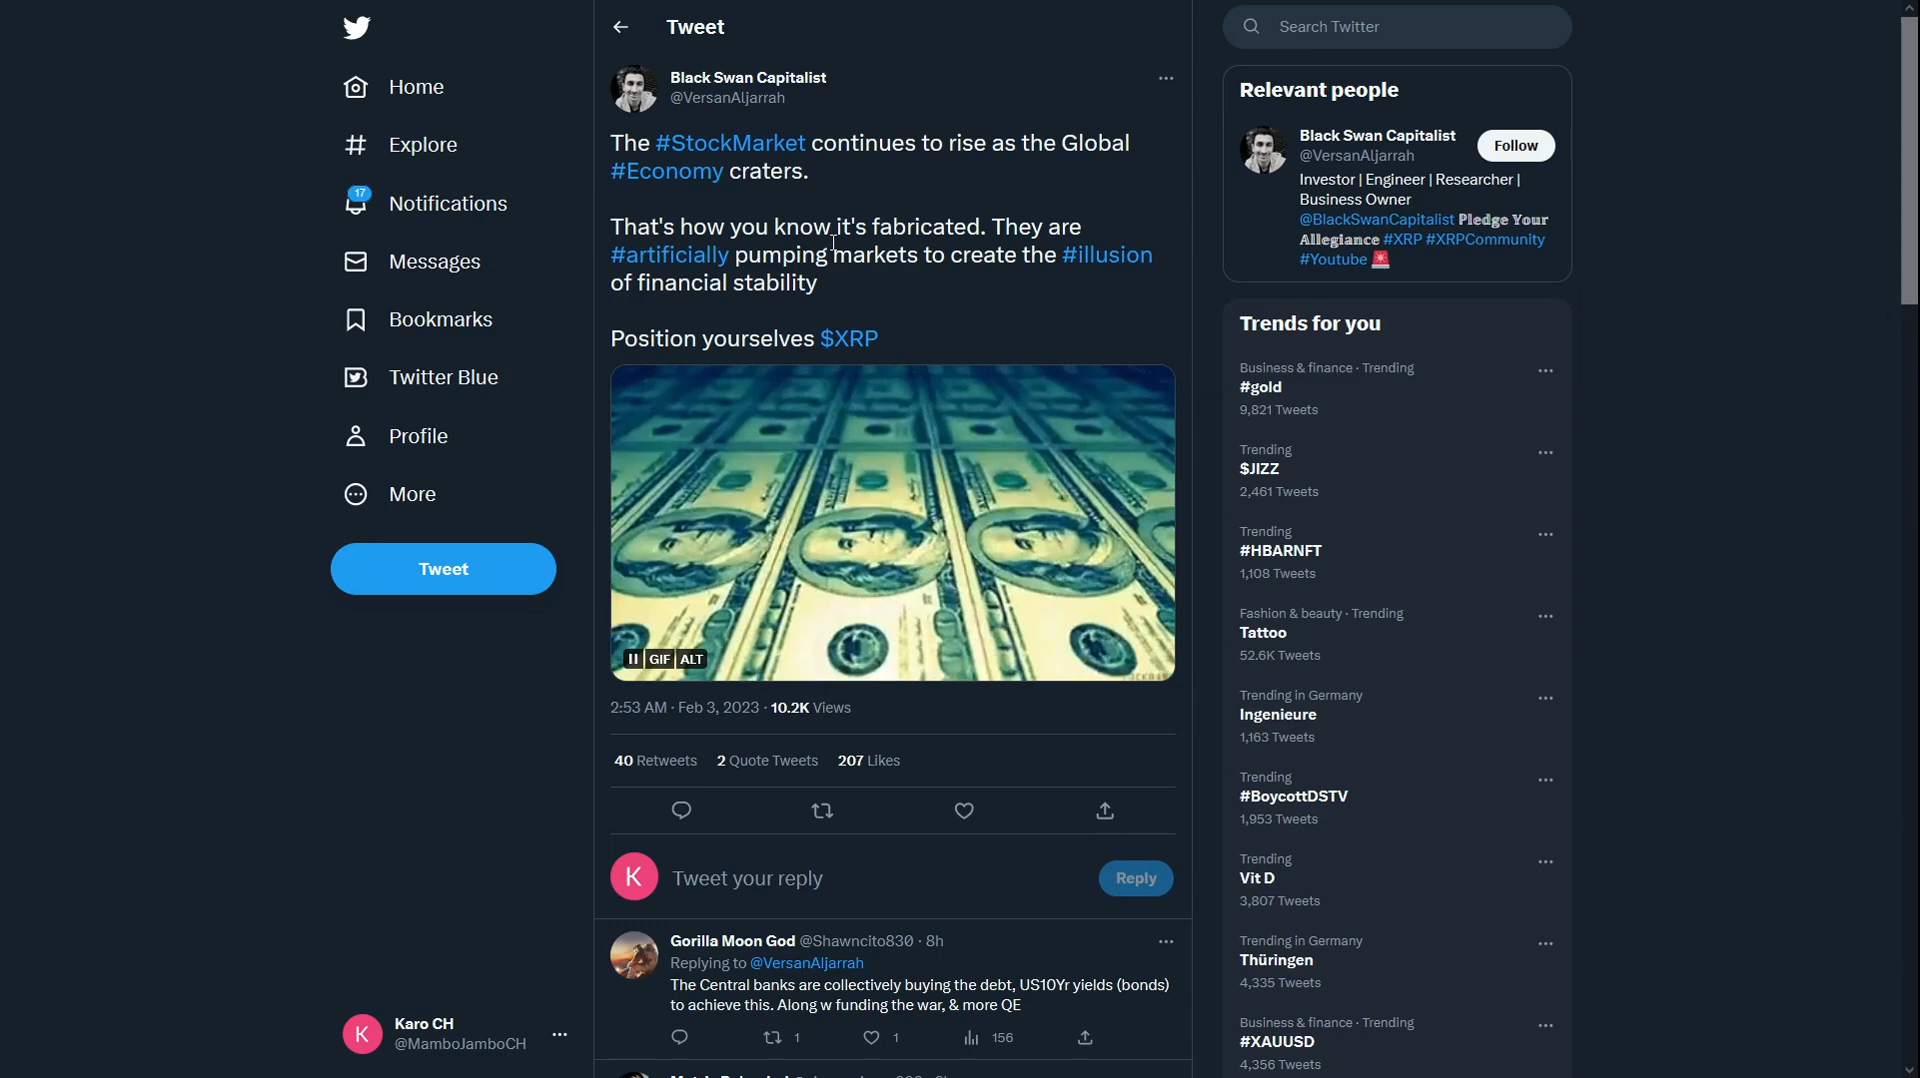 Home
Explore
17
Notifications
Messages
Bookmarks
Twitter Blue
Profile
More
Tweet
K
Karo CH
@MamboJamboCH
Tweet
Black Swan Capitalist
@VersanAljarrah
The #StockMarket continues to rise as the Global
#Economy craters.
That's how you know it's fabricated. They are
#artificially pumping markets to create the #illusion
of financial stability
Position yourselves $XRP
GIF ALT
2:53 AM · Feb 3, 2023 · 10.2K Views
40 Retweets 2 Quote Tweets 207 Likes
K
Tweet your reply
Reply
Gorilla Moon God @Shawncito830 · 8h
Replying to @VersanAljarrah
The Central banks are collectively buying the debt, US10Yr yields (bonds)
to achieve this. Along w funding the war, & more QE
1 1 156
Search Twitter
Relevant people
Black Swan Capitalist
@VersanAljarrah
Follow
Investor | Engineer | Researcher |
Business Owner
@BlackSwanCapitalist 𝕻𝖑𝖊𝖉𝖌𝖊 𝖄𝖔𝖚𝖗
𝕬𝖑𝖑𝖊𝖌𝖎𝖆𝖓𝖈𝖊 #XRP #XRPCommunity
#Youtube 🚨
Trends for you
Business & finance · Trending
#gold
9,821 Tweets
Trending
$JIZZ
2,461 Tweets
Trending
#HBARNFT
1,108 Tweets
Fashion & beauty · Trending
Tattoo
52.6K Tweets
Trending in Germany
Ingenieure
1,163 Tweets
Trending
#BoycottDSTV
1,953 Tweets
Trending
Vit D
3,807 Tweets
Trending in Germany
Thüringen
4,335 Tweets
Business & finance · Trending
#XAUUSD
4,356 Tweets